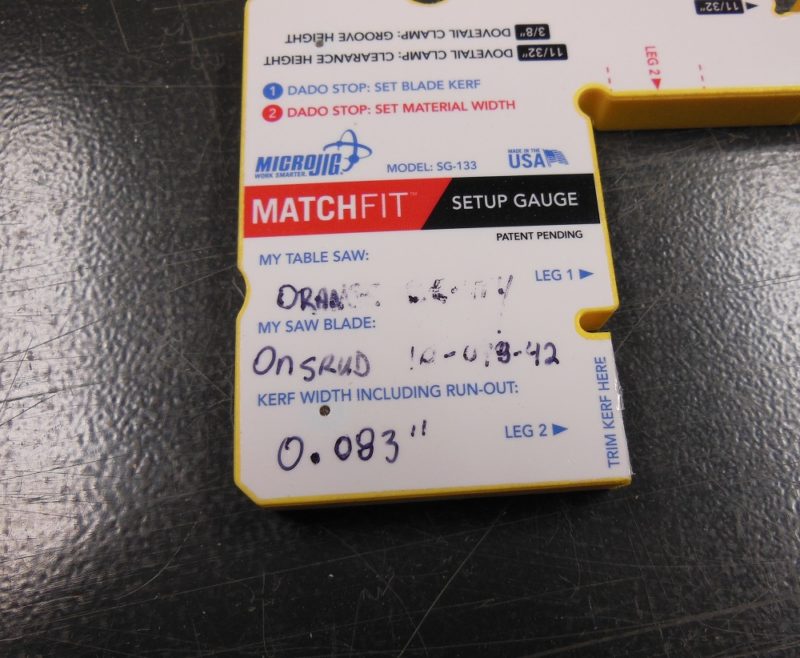 DOVETAIL CLAMP: GROOVE HEIGHT 3/8"
DOVETAIL CLAMP: CLEARANCE HEIGHT 11/32"
11/32"
LEG 2
1 DADO STOP: SET BLADE KERF
2 DADO STOP: SET MATERIAL WIDTH
MICROJIG
WORK SMARTER.
MODEL: SG-133
MADE IN THE
USA
MATCHFIT™ SETUP GAUGE
PATENT PENDING
MY TABLE SAW:
LEG 1
MY SAW BLADE:
Onsrud
KERF WIDTH INCLUDING RUN-OUT:
0.083"
LEG 2
TRIM KERF HERE